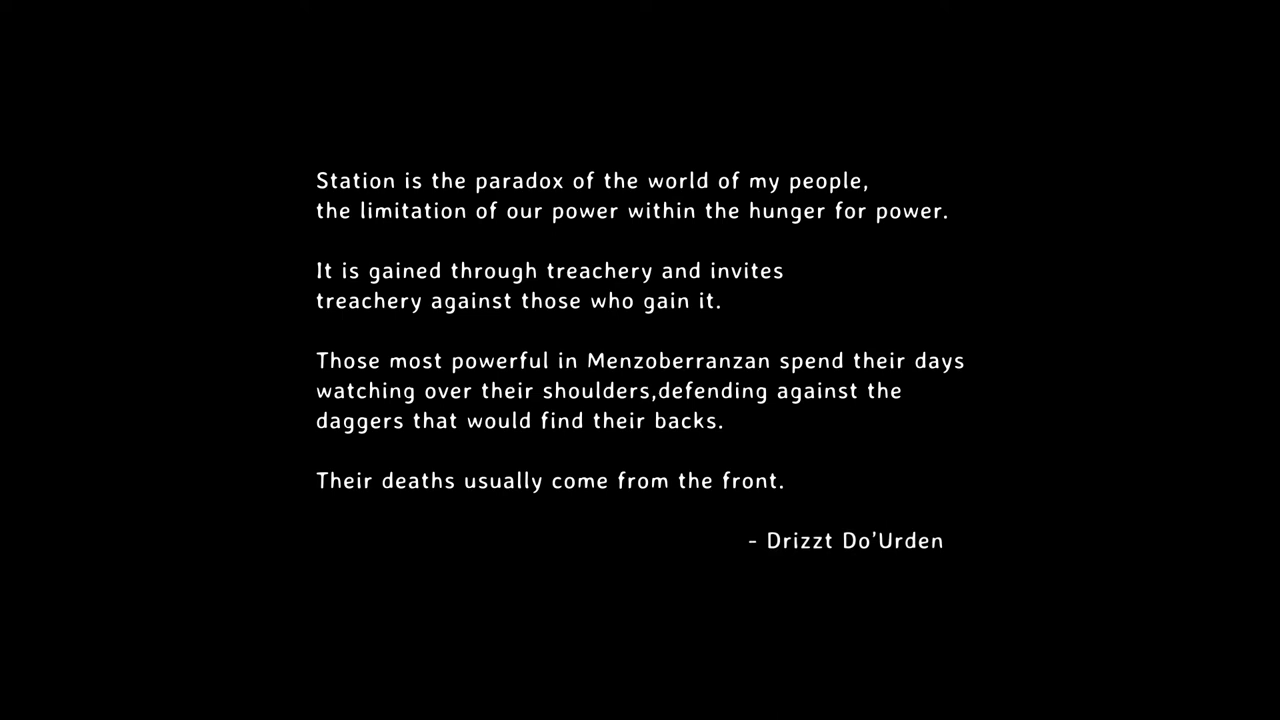 Station is the paradox of the world of my people,
the limitation of our power within the hunger for power.
It is gained through treachery and invites
treachery against those who gain it.
Those most powerful in Menzoberranzan spend their days
watching over their shoulders,defending against the
daggers that would find their backs.
Their deaths usually come from the front.
- Drizzt Do’Urden